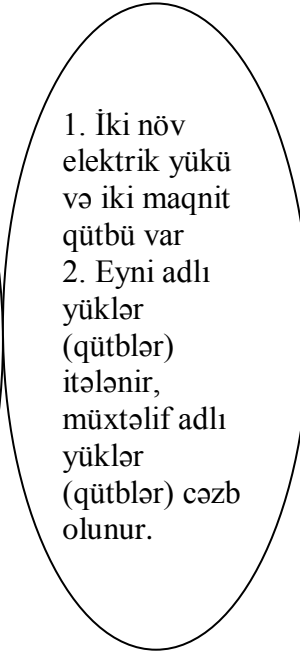 1. İki növ
elektrik yükü
və iki maqnit
qütbü var
2. Eyni adlı
yüklər
(qütblər)
itələnir,
müxtəlif adlı
yüklər
(qütblər) cəzb
olunur.